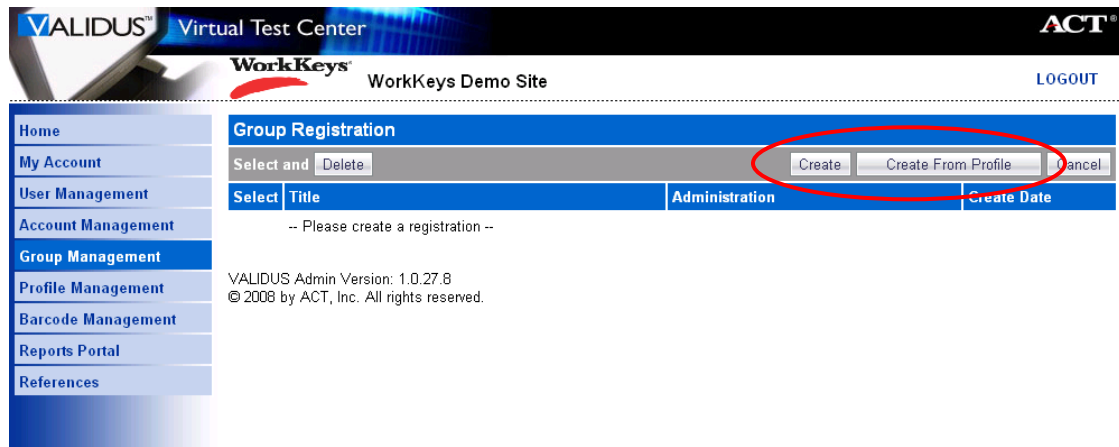 VALIDUS™ Virtual Test Center ACT®
WorkKeys®
WorkKeys Demo Site LOGOUT
Home
My Account
User Management
Account Management
Group Management
Profile Management
Barcode Management
Reports Portal
References
Group Registration
Select and Delete Create Create From Profile Cancel
Select Title Administration Create Date
-- Please create a registration --
VALIDUS Admin Version: 1.0.27.8
© 2008 by ACT, Inc. All rights reserved.